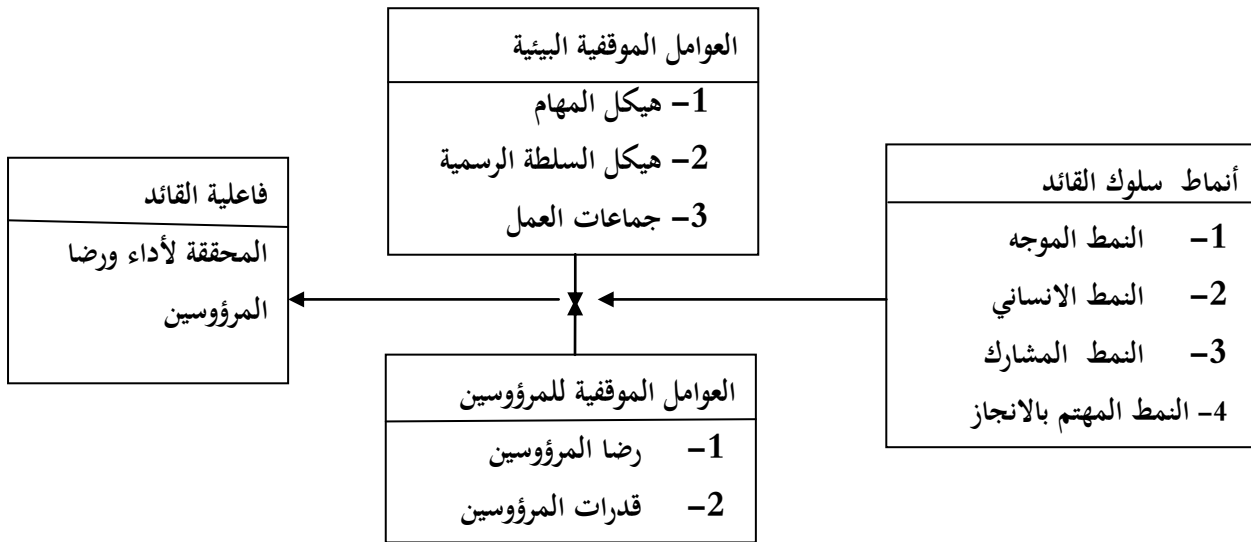 العوامل الموقفية البيئية
1- هيكل المهام
2- هيكل السلطة الرسمية
3- جماعات العمل
أنماط سلوك القائد
1- النمط الموجه
2- النمط الانساني
3- النمط المشارك
4- النمط المهتم بالانجاز
فاعلية القائد
المحققة لأداء ورضا
المرؤوسين
العوامل الموقفية للمرؤوسين
1- رضا المرؤوسين
2- قدرات المرؤوسين